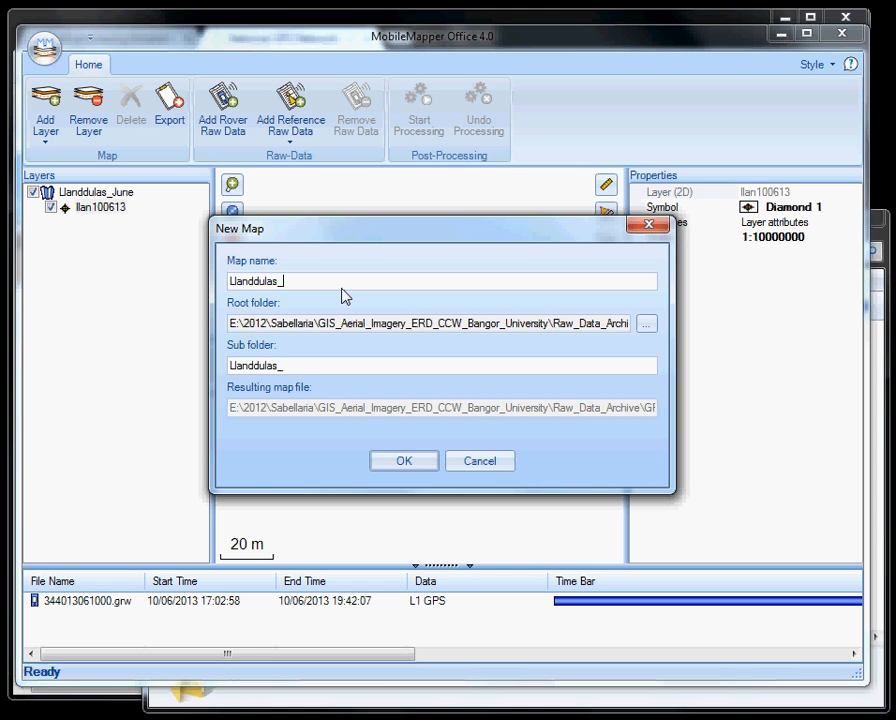 MobileMapper Office 4.0
Home
Style
Add Layer
Remove Layer
Delete
Export
Add Rover Raw Data
Add Reference Raw Data
Remove Raw Data
Start Processing
Undo Processing
Map
Raw-Data
Post-Processing
Layers
Properties
Llanddulas_June
llan100613
Layer (2D) llan100613
Symbol Diamond 1
Layer attributes
1:10000000
New Map
Map name:
Llanddulas_
Root folder:
E:\2012\Sabellaria\GIS_Aerial_Imagery_ERD_CCW_Bangor_University\Raw_Data_Archi
...
Sub folder:
Llanddulas_
Resulting map file:
E:\2012\Sabellaria\GIS_Aerial_Imagery_ERD_CCW_Bangor_University\Raw_Data_Archive\GF
OK
Cancel
20 m
File Name Start Time End Time Data Time Bar
344013061000.grw 10/06/2013 17:02:58 10/06/2013 19:42:07 L1 GPS
Ready